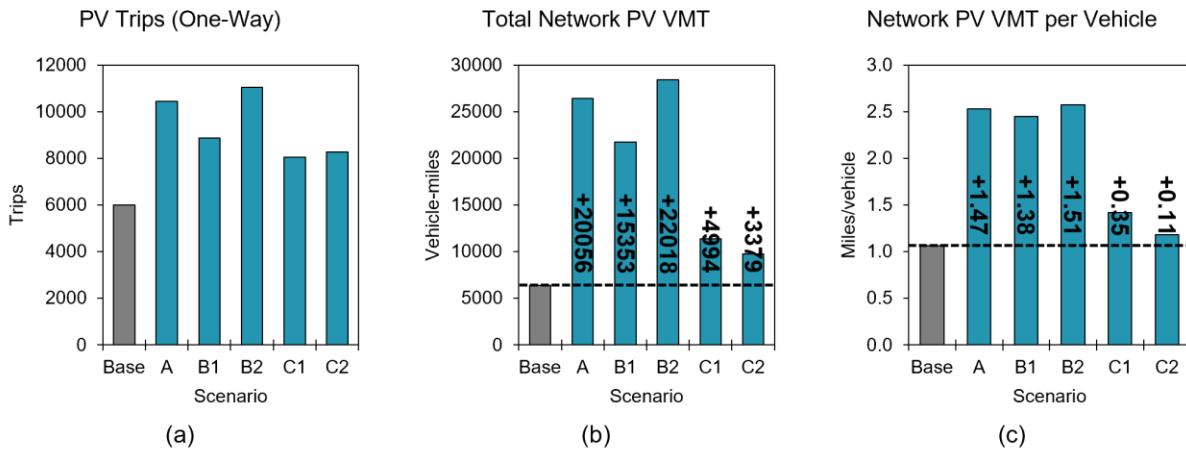 PV Trips (One-Way)
12000
10000
8000
6000
4000
2000
0
Trips
Base A B1 B2 C1 C2
Scenario
(a)
Total Network PV VMT
30000
25000
20000
15000
10000
5000
0
Vehicle-miles
+20056
+15353
+22018
+4994
+3379
Base A B1 B2 C1 C2
Scenario
(b)
Network PV VMT per Vehicle
3.0
2.5
2.0
1.5
1.0
0.5
0.0
Miles/vehicle
+1.47
+1.38
+1.51
+0.35
+0.11
Base A B1 B2 C1 C2
Scenario
(c)